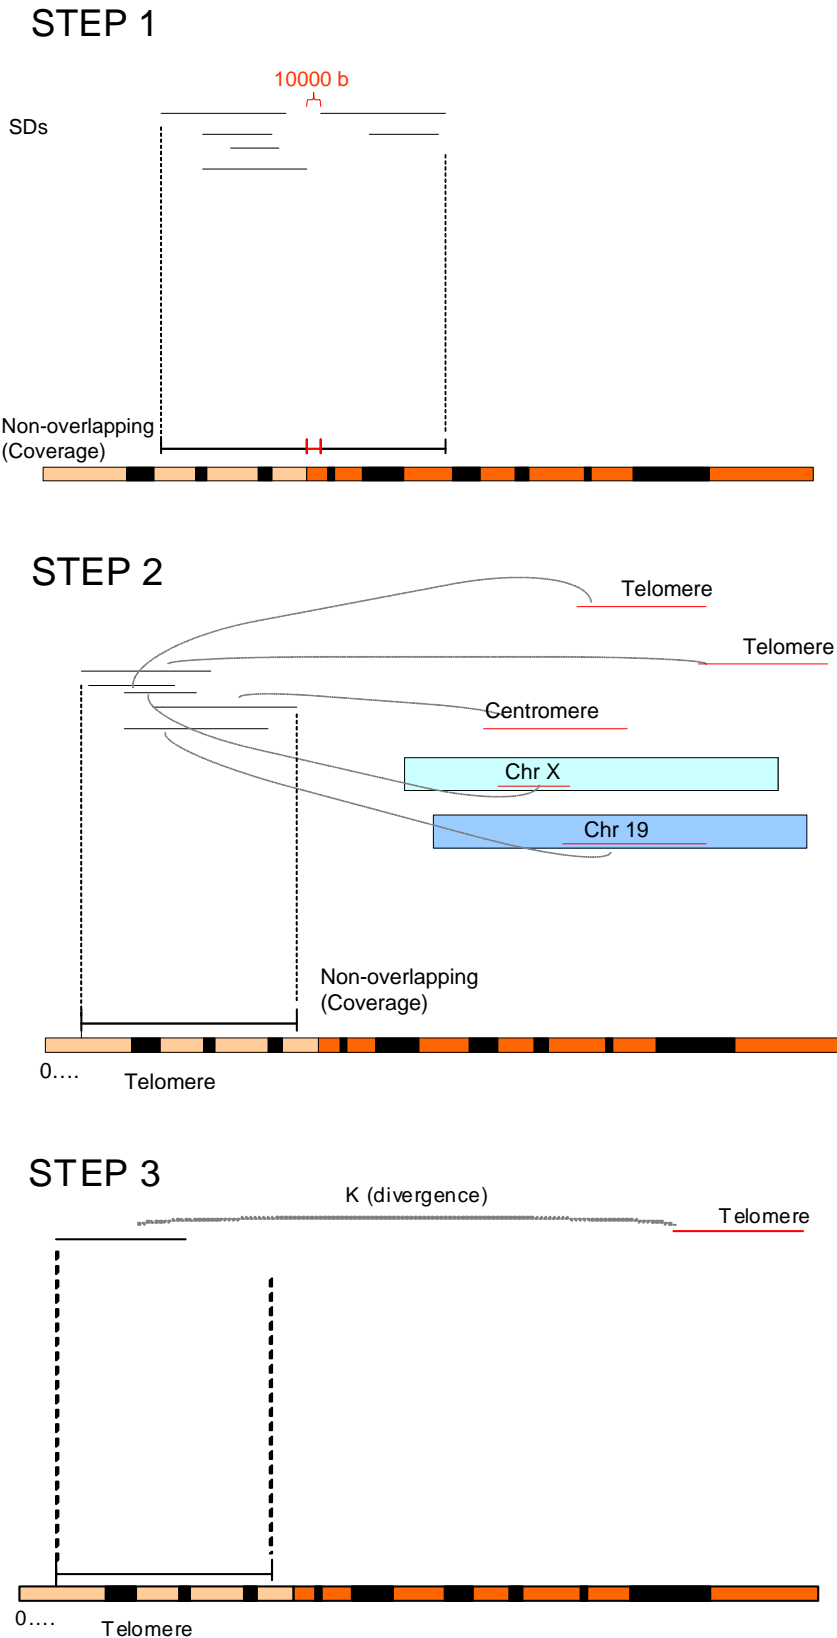 STEP 1
10000 b
SDs
Non-overlapping
(Coverage)
STEP 2
Telomere
Telomere
Centromere
Chr X
Chr 19
Non-overlapping
(Coverage)
0....
Telomere
STEP 3
K (divergence)
Telomere
0....
Telomere